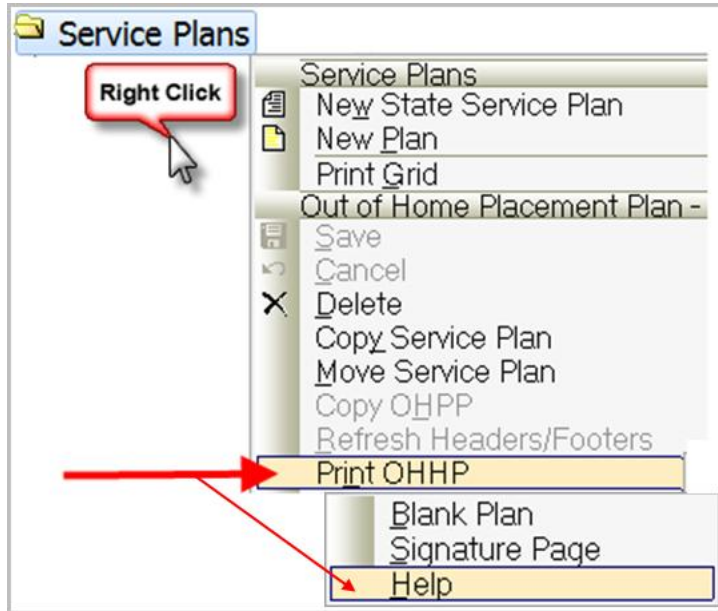 Service Plans
Right Click
Service Plans
New State Service Plan
New Plan
Print Grid
Out of Home Placement Plan -
Save
Cancel
Delete
Copy Service Plan
Move Service Plan
Copy OHPP
Refresh Headers/Footers
Print OHHP
Blank Plan
Signature Page
Help